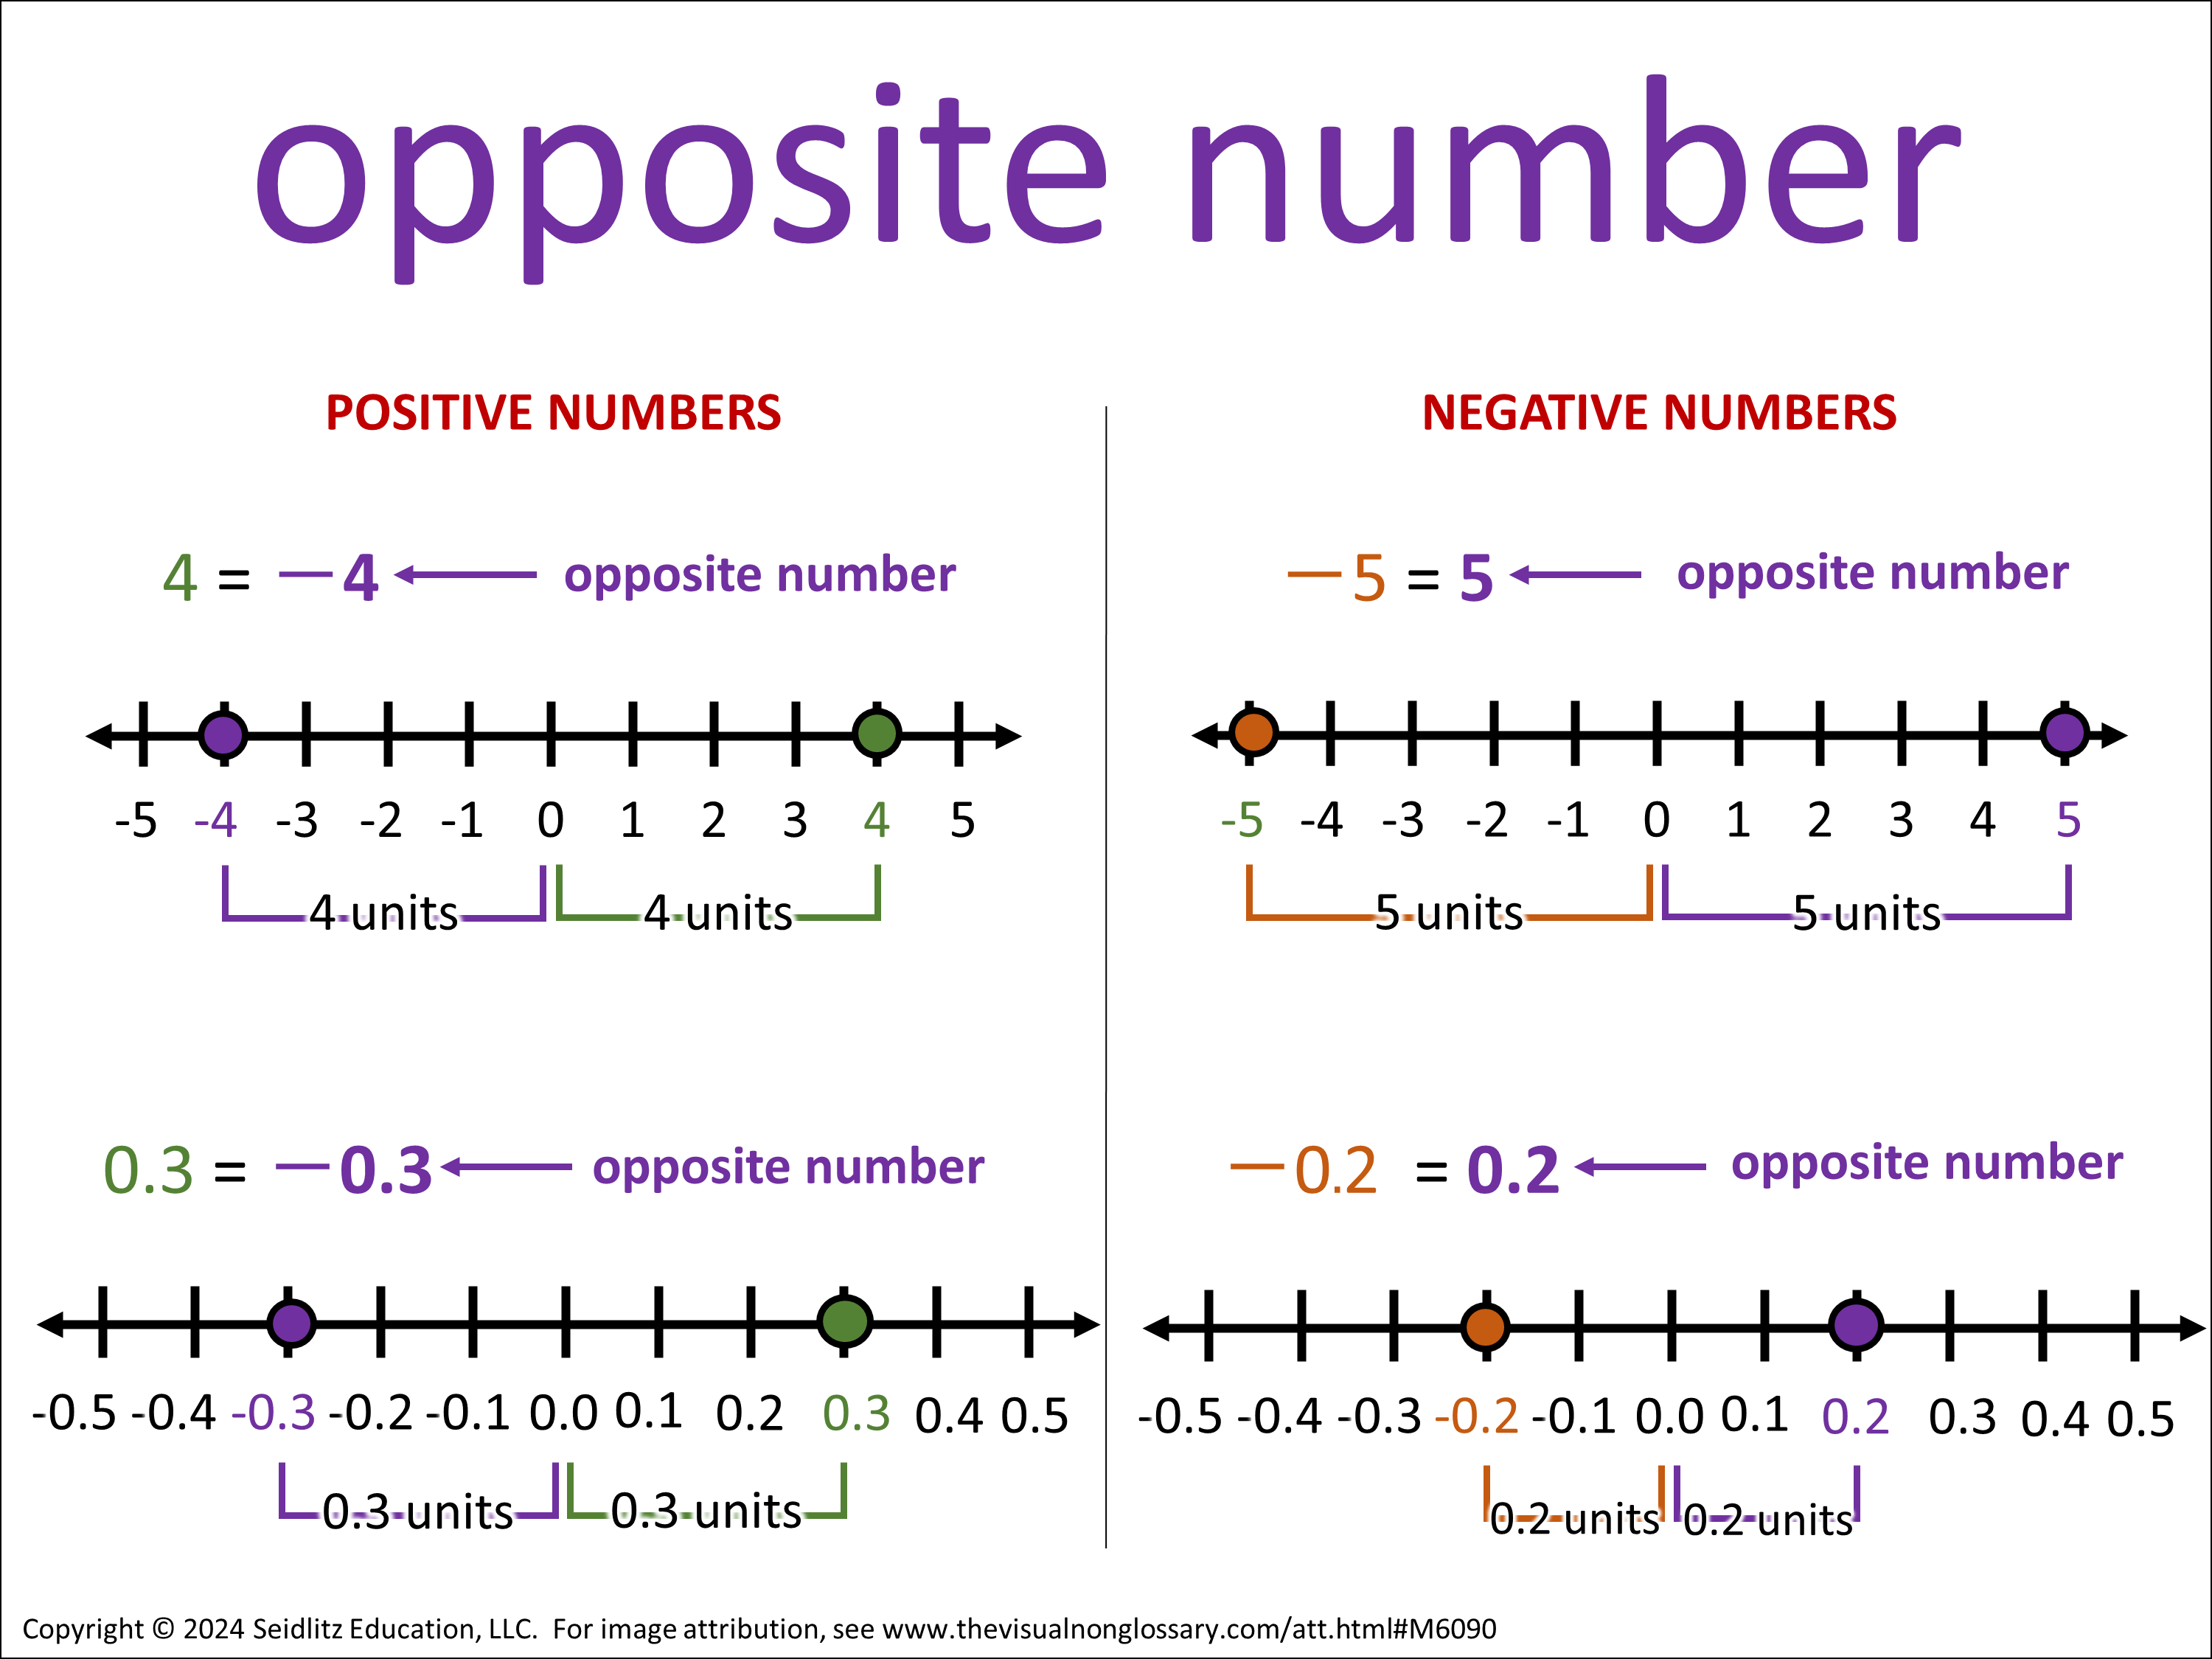 opposite number
POSITIVE NUMBERS
4 = —4 opposite number
-5 -4 -3 -2 -1 0 1 2 3 4 5
4 units 4 units
0.3 = —0.3 opposite number
-0.5 -0.4 -0.3 -0.2 -0.1 0.0 0.1 0.2 0.3 0.4 0.5
0.3 units 0.3 units
NEGATIVE NUMBERS
—5 = 5 opposite number
-5 -4 -3 -2 -1 0 1 2 3 4 5
5 units 5 units
—0.2 = 0.2 opposite number
-0.5 -0.4 -0.3 -0.2 -0.1 0.0 0.1 0.2 0.3 0.4 0.5
0.2 units 0.2 units
Copyright © 2024 Seidlitz Education, LLC. For image attribution, see www.thevisualnonglossary.com/att.html#M6090